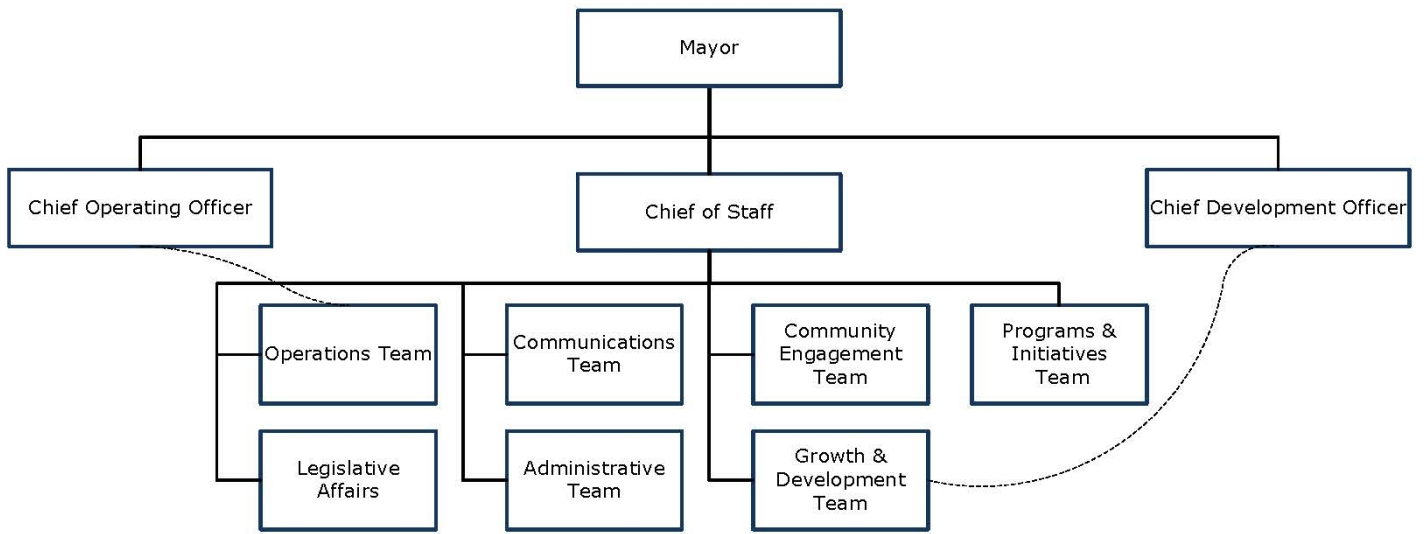 Mayor
Chief Operating Officer
Chief of Staff
Chief Development Officer
Operations Team
Communications
Team
Community
Engagement
Team
Programs &
Initiatives
Team
Legislative
Affairs
Administrative
Team
Growth &
Development
Team